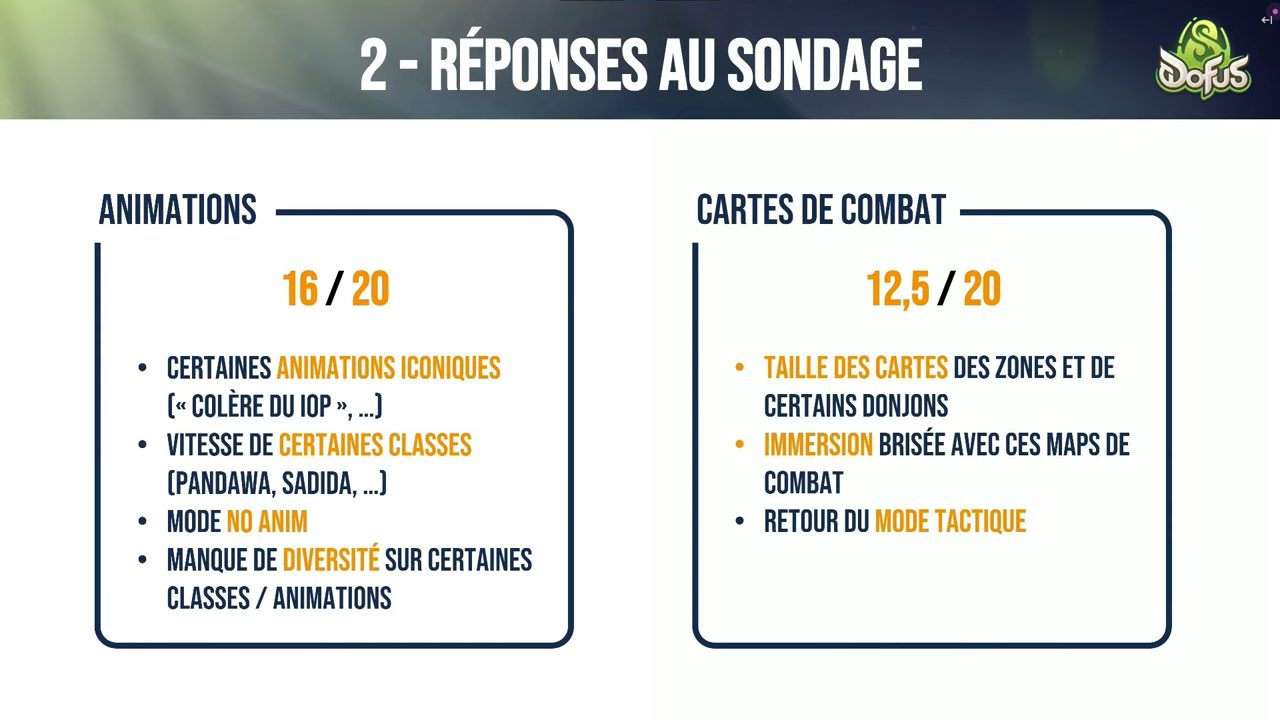 2 - RÉPONSES AU SONDAGE
DOFUS
ANIMATIONS
16 / 20
• CERTAINES ANIMATIONS ICONIQUES
(« COLÈRE DU IOP », ...)
• VITESSE DE CERTAINES CLASSES
(PANDAWA, SADIDA, ...)
• MODE NO ANIM
• MANQUE DE DIVERSITÉ SUR CERTAINES
CLASSES / ANIMATIONS
CARTES DE COMBAT
12,5 / 20
• TAILLE DES CARTES DES ZONES ET DE
CERTAINS DONJONS
• IMMERSION BRISÉE AVEC CES MAPS DE
COMBAT
• RETOUR DU MODE TACTIQUE